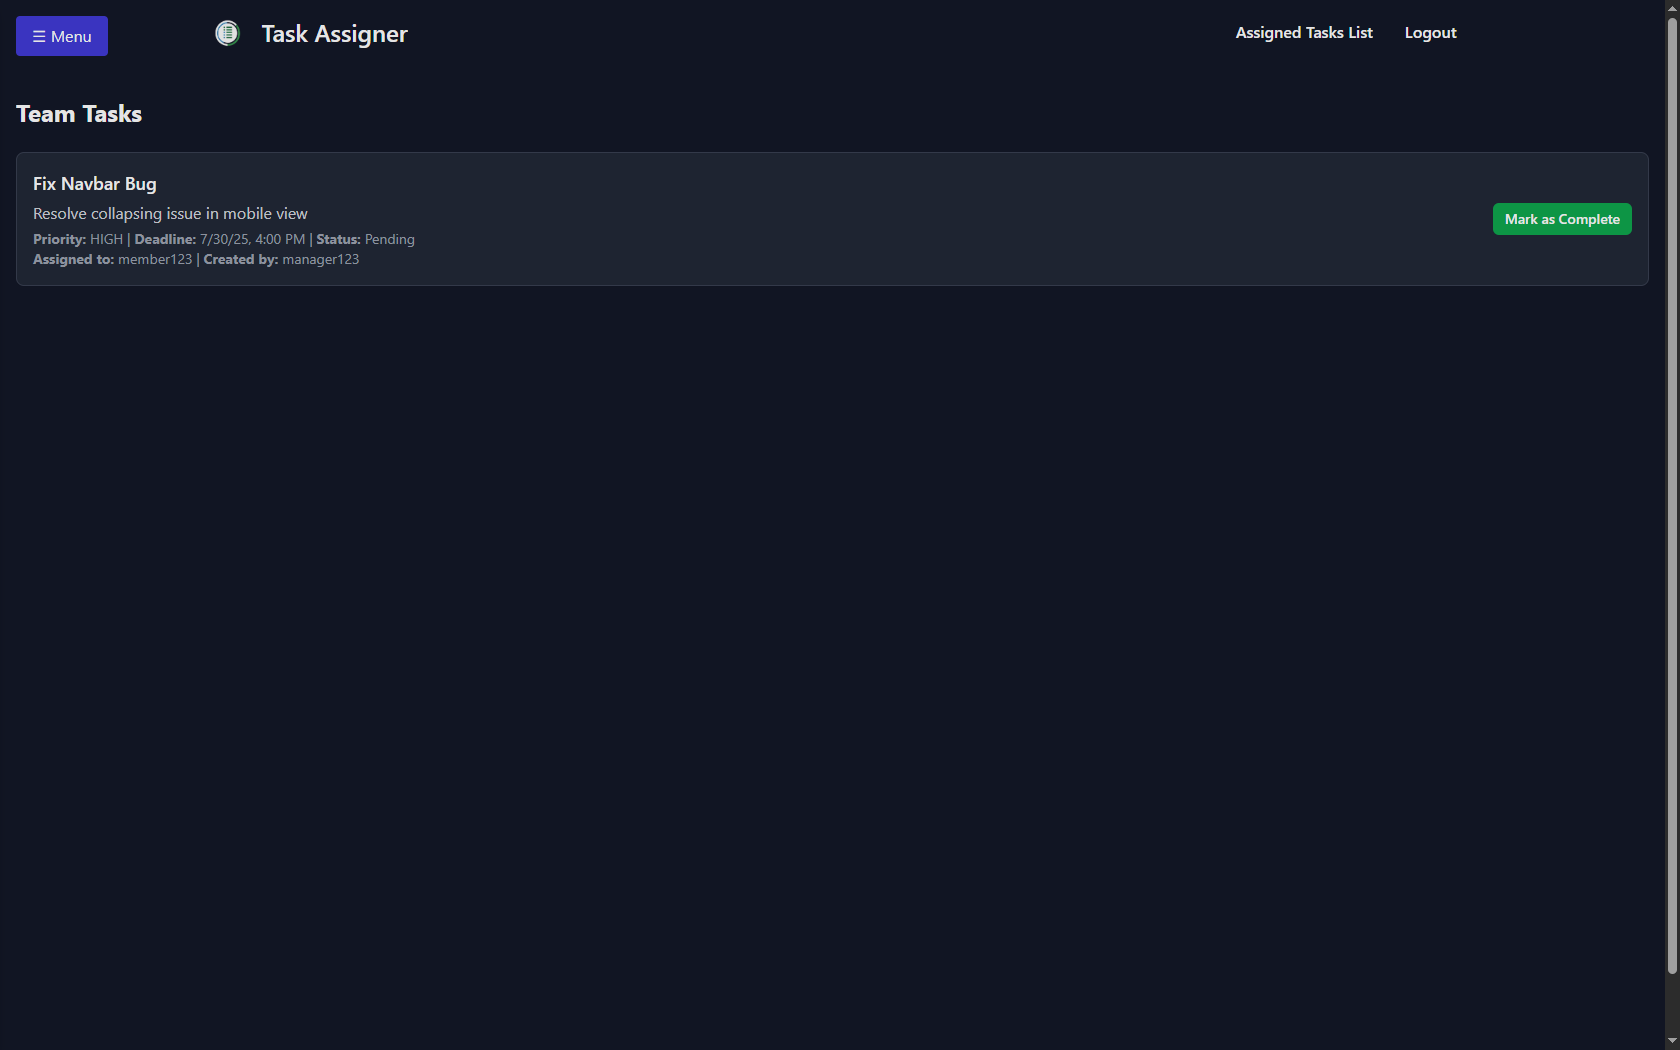 ☰ Menu
Task Assigner
Assigned Tasks List
Logout
Team Tasks
Fix Navbar Bug
Resolve collapsing issue in mobile view
Priority: HIGH | Deadline: 7/30/25, 4:00 PM | Status: Pending
Assigned to: member123 | Created by: manager123
Mark as Complete